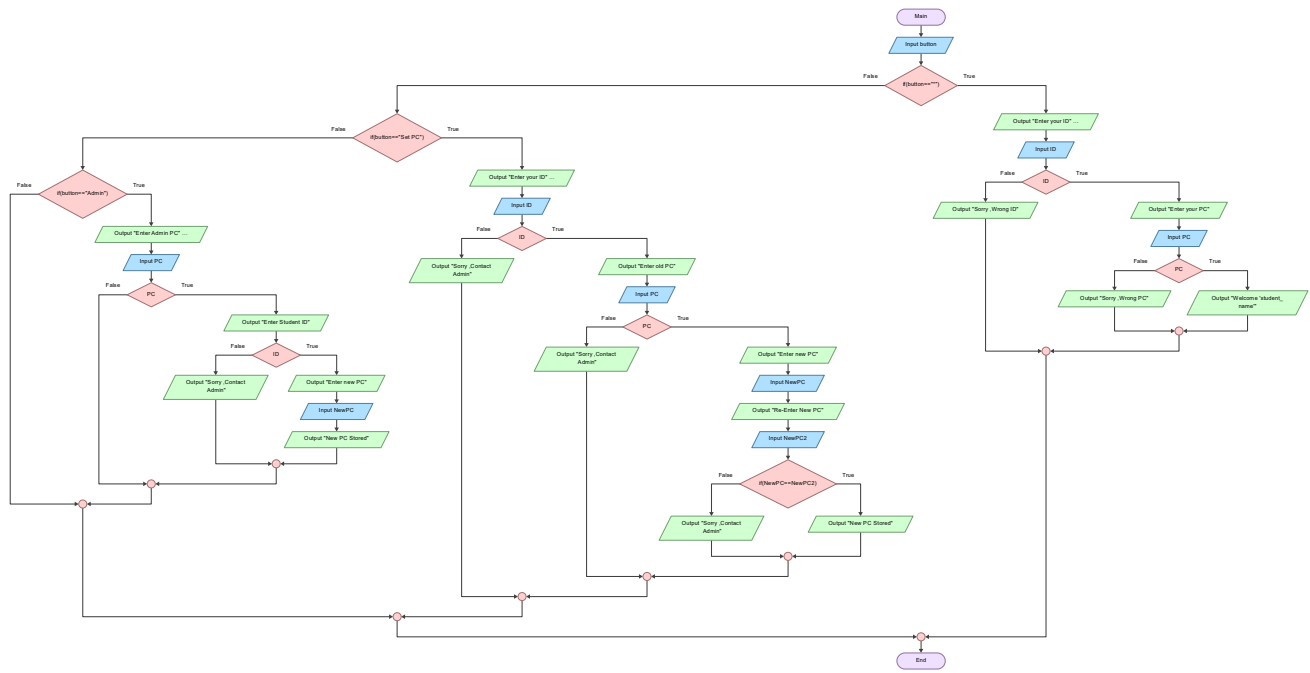 Main
Input button
False
True
if(button=="*")
False
True
Output "Enter your ID" ...
if(button=="Set PC")
Input ID
False
True
Output "Enter your ID" ...
False
True
ID
if(button=="Admin")
Input ID
Output "Sorry ,Wrong ID"
Output "Enter your PC"
Output "Enter Admin PC" ...
False
True
ID
Input PC
Input PC
Output "Sorry ,Contact
Admin"
Output "Enter old PC"
False
True
PC
False
True
PC
Input PC
Output "Sorry ,Wrong PC"
Output "Welcome 'student_
name'"
Output "Enter Student ID"
False
True
PC
False
True
ID
Output "Sorry ,Contact
Admin"
Output "Enter new PC"
Output "Sorry ,Contact
Admin"
Output "Enter new PC"
Input NewPC
Input NewPC
Output "Re-Enter New PC"
Output "New PC Stored"
Input NewPC2
False
True
if(NewPC==NewPC2)
Output "Sorry ,Contact
Admin"
Output "New PC Stored"
End